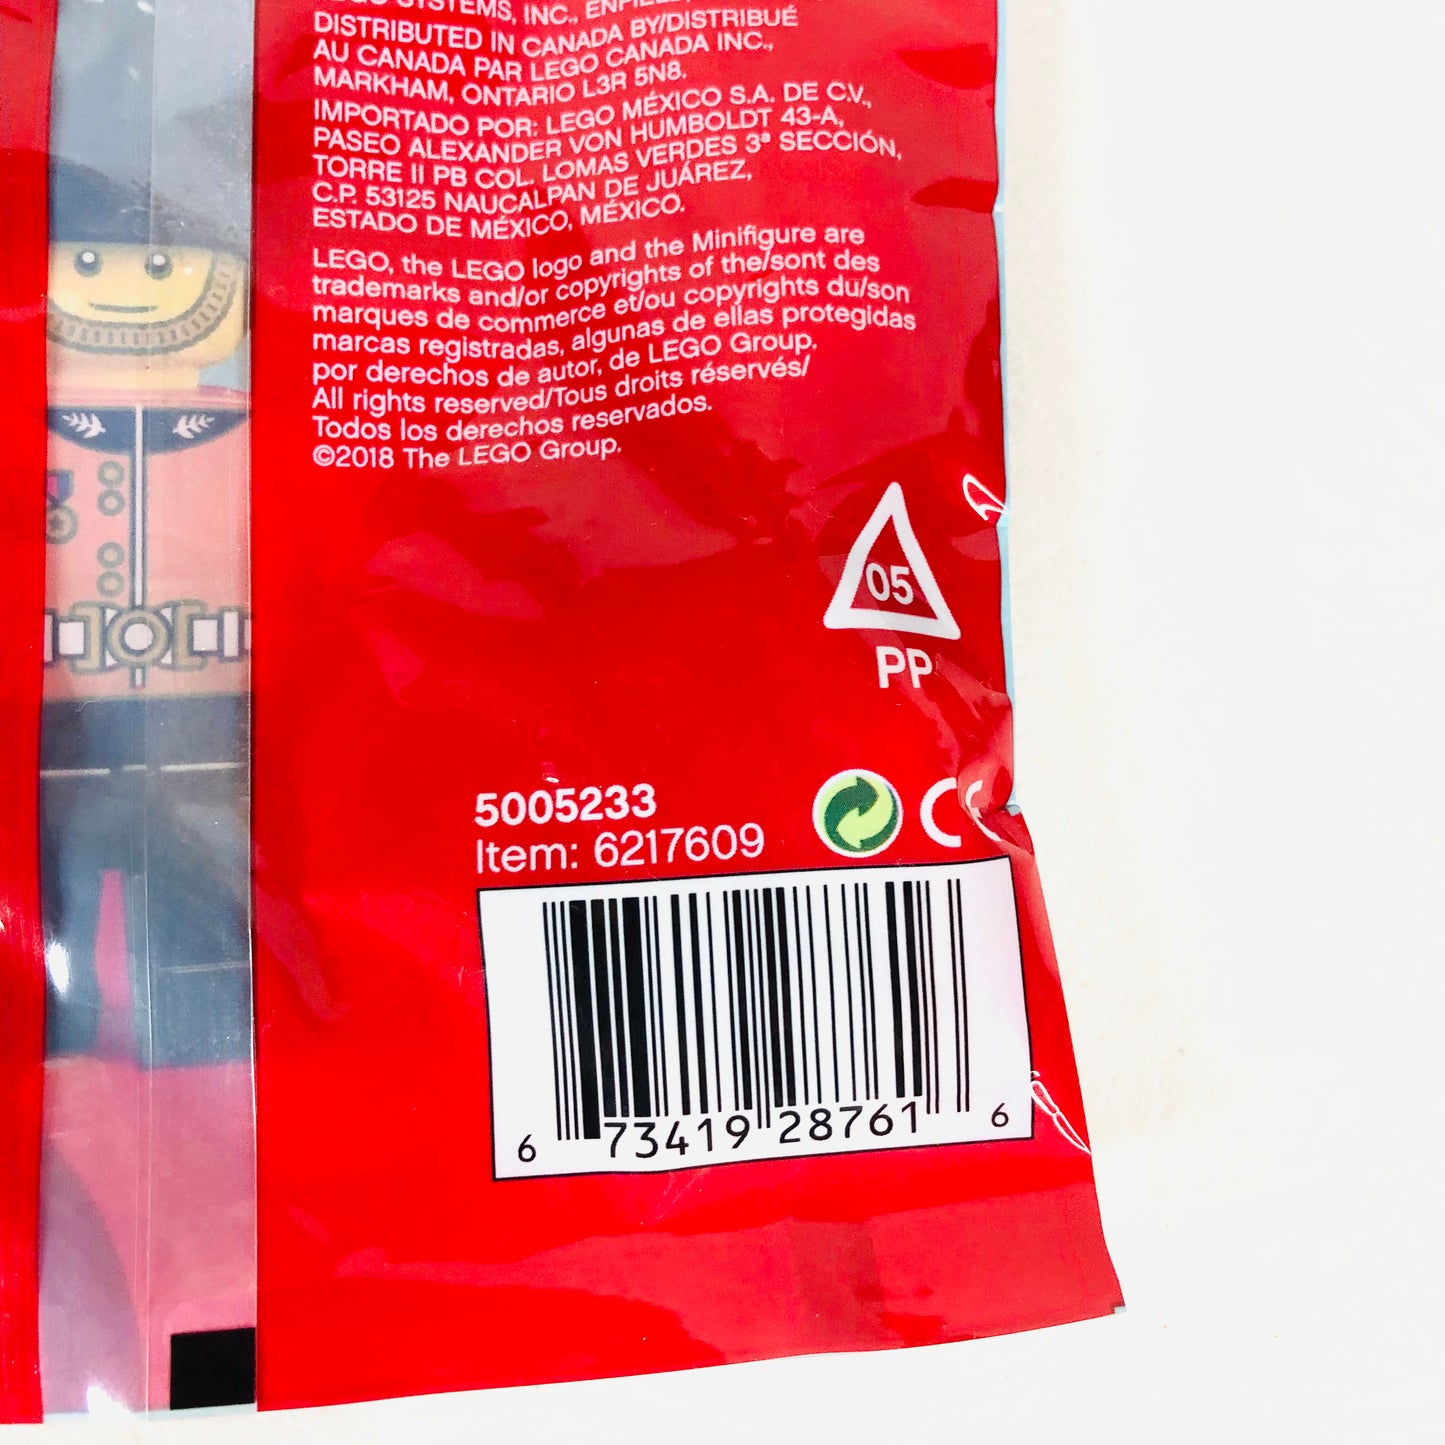 LEGO SYSTEMS, INC., ENFIELD,
DISTRIBUTED IN CANADA BY/DISTRIBUÉ
AU CANADA PAR LEGO CANADA INC.,
MARKHAM, ONTARIO L3R 5N8.
IMPORTADO POR: LEGO MÉXICO S.A. DE C.V.,
PASEO ALEXANDER VON HUMBOLDT 43-A,
TORRE II PB COL. LOMAS VERDES 3ª SECCIÓN,
C.P. 53125 NAUCALPAN DE JUÁREZ,
ESTADO DE MÉXICO, MÉXICO.
LEGO, the LEGO logo and the Minifigure are
trademarks and/or copyrights of the/sont des
marques de commerce et/ou copyrights du/son
marcas registradas, algunas de ellas protegidas
por derechos de autor, de LEGO Group.
All rights reserved/Tous droits réservés/
Todos los derechos reservados.
©2018 The LEGO Group.
05
PP
5005233
Item: 6217609
CE
6 73419 28761 6